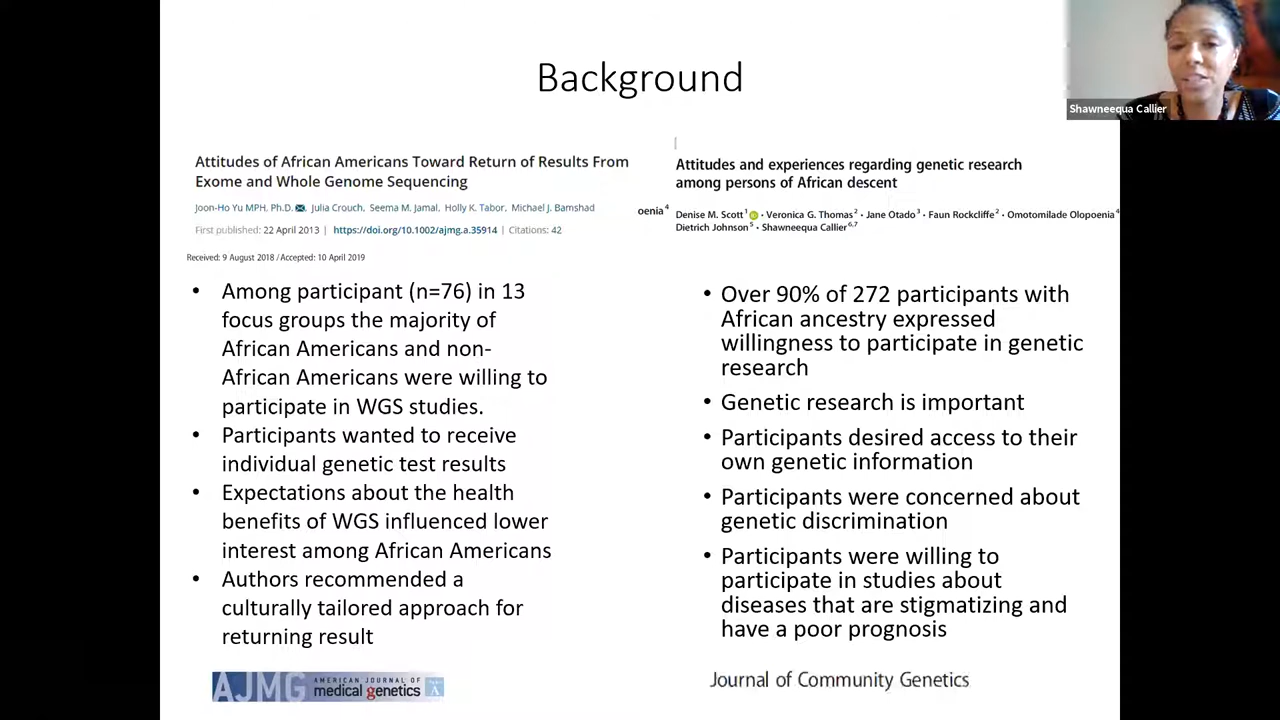 Background
Shawneequa Callier
Attitudes of African Americans Toward Return of Results From
Exome and Whole Genome Sequencing
Joon-Ho Yu MPH, Ph.D. Julia Crouch, Seema M. Jamal, Holly K. Tabor, Michael J. Bamshad
First published: 22 April 2013 | https://doi.org/10.1002/ajmg.a.35914 | Citations: 42
Received: 9 August 2018 / Accepted: 10 April 2019
• Among participant (n=76) in 13
focus groups the majority of
African Americans and non-
African Americans were willing to
participate in WGS studies.
• Participants wanted to receive
individual genetic test results
• Expectations about the health
benefits of WGS influenced lower
interest among African Americans
• Authors recommended a
culturally tailored approach for
returning result
AJMG AMERICAN JOURNAL OF
medical genetics
Attitudes and experiences regarding genetic research
among persons of African descent
oenia 4 Denise M. Scott 1 · Veronica G. Thomas 2 · Jane Otado 3 · Faun Rockcliffe 2 · Omotomilade Olopoenia 4
Dietrich Johnson 5 · Shawneequa Callier 6,7
• Over 90% of 272 participants with
African ancestry expressed
willingness to participate in genetic
research
• Genetic research is important
• Participants desired access to their
own genetic information
• Participants were concerned about
genetic discrimination
• Participants were willing to
participate in studies about
diseases that are stigmatizing and
have a poor prognosis
Journal of Community Genetics